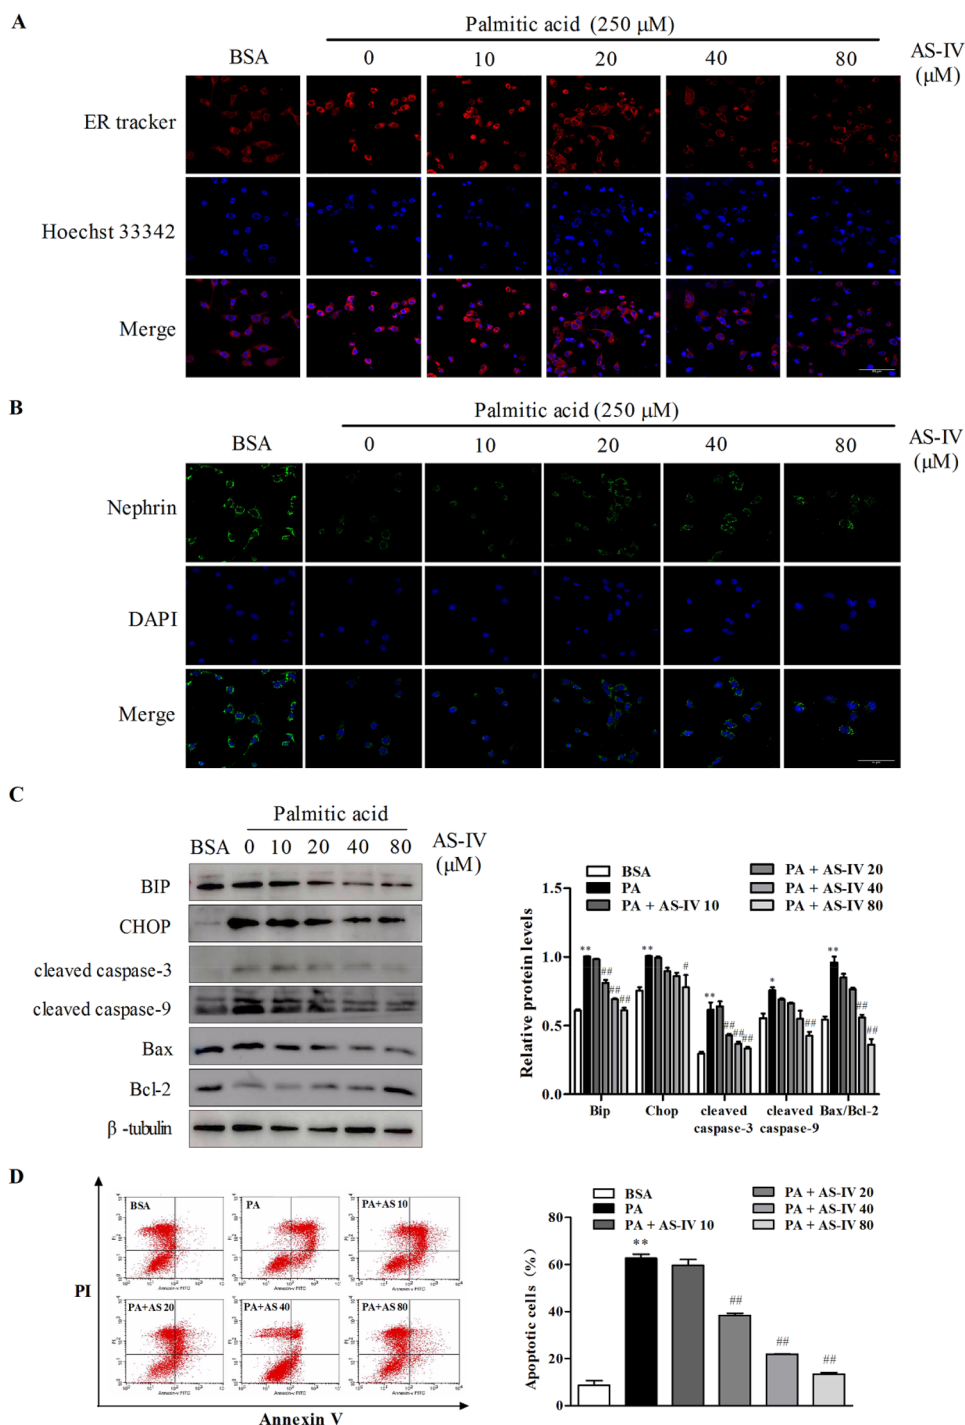 A
Palmitic acid (250 μM)
BSA 0 10 20 40 80 AS-IV
(μM)
ER tracker
Hoechst 33342
Merge
B
Palmitic acid (250 μM)
BSA 0 10 20 40 80 AS-IV
(μM)
Nephrin
DAPI
Merge
C
Palmitic acid
BSA 0 10 20 40 80 AS-IV
(μM)
BIP
CHOP
cleaved caspase-3
cleaved caspase-9
Bax
Bcl-2
β -tubulin
BSA
PA
PA + AS-IV 10
PA + AS-IV 20
PA + AS-IV 40
PA + AS-IV 80
Relative protein levels
1.5
1.0
0.5
0.0
** ## ## ##
** #
** ## ## ##
* ##
** ## ##
Bip Chop cleaved caspase-3 cleaved caspase-9 Bax/Bcl-2
D
PI
BSA
PA
PA+AS 10
PA+AS 20
PA+AS 40
PA+AS 80
Annexin V
BSA
PA
PA + AS-IV 10
PA + AS-IV 20
PA + AS-IV 40
PA + AS-IV 80
Apoptotic cells (%)
80
60
40
20
0
** ## ## ##